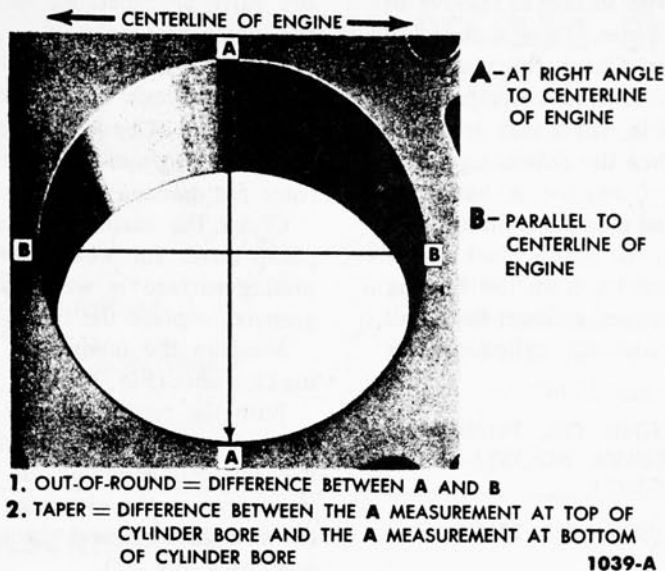 CENTERLINE OF ENGINE
A
A-AT RIGHT ANGLE
TO CENTERLINE
OF ENGINE
B
B
B- PARALLEL TO
CENTERLINE OF
ENGINE
A
1. OUT-OF-ROUND = DIFFERENCE BETWEEN A AND B
2. TAPER = DIFFERENCE BETWEEN THE A MEASUREMENT AT TOP OF
CYLINDER BORE AND THE A MEASUREMENT AT BOTTOM
OF CYLINDER BORE
1039-A